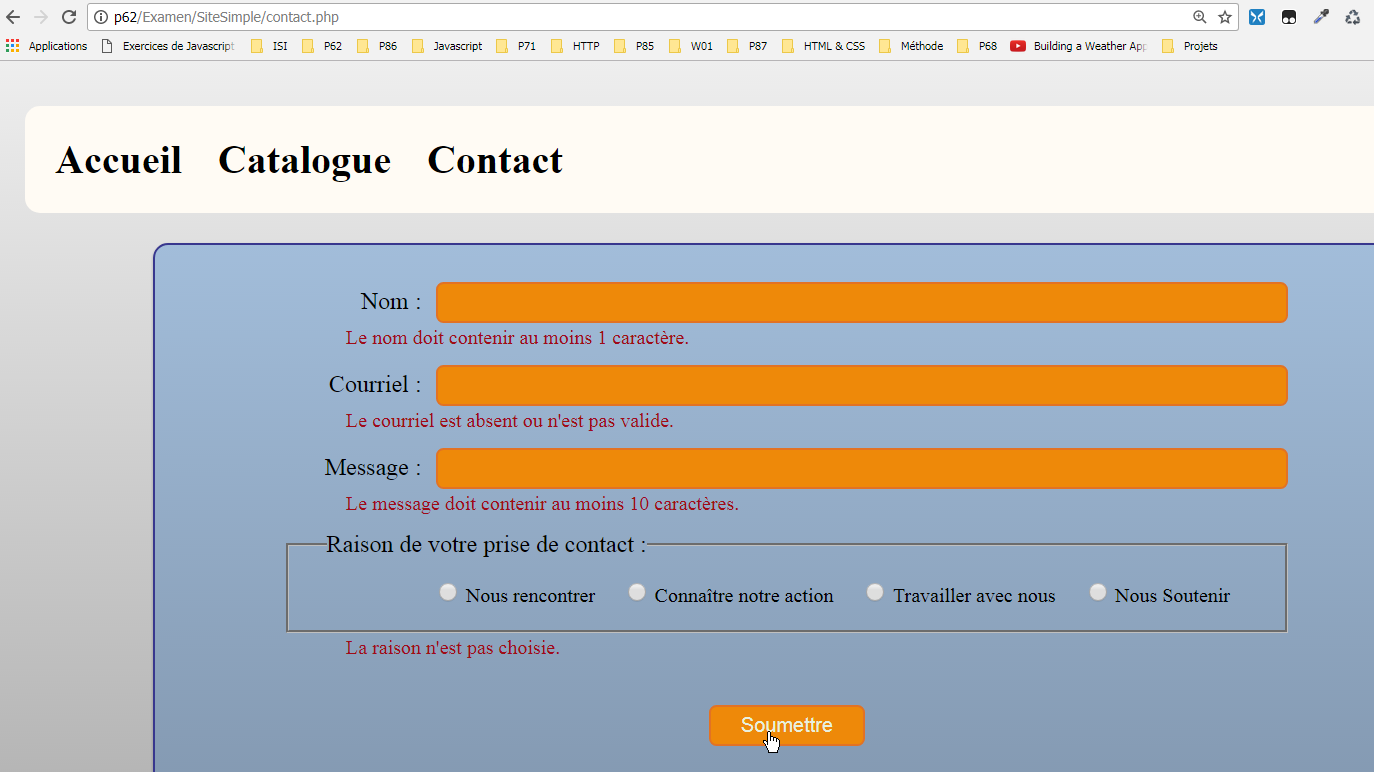 p62/Examen/SiteSimple/contact.php
Applications Exercices de Javascript ISI P62 P86 Javascript P71 HTTP P85 W01 P87 HTML & CSS Méthode P68 Building a Weather App Projets
Accueil Catalogue Contact
Nom :
Le nom doit contenir au moins 1 caractère.
Courriel :
Le courriel est absent ou n'est pas valide.
Message :
Le message doit contenir au moins 10 caractères.
Raison de votre prise de contact :
Nous rencontrer Connaître notre action Travailler avec nous Nous Soutenir
La raison n'est pas choisie.
Soumettre